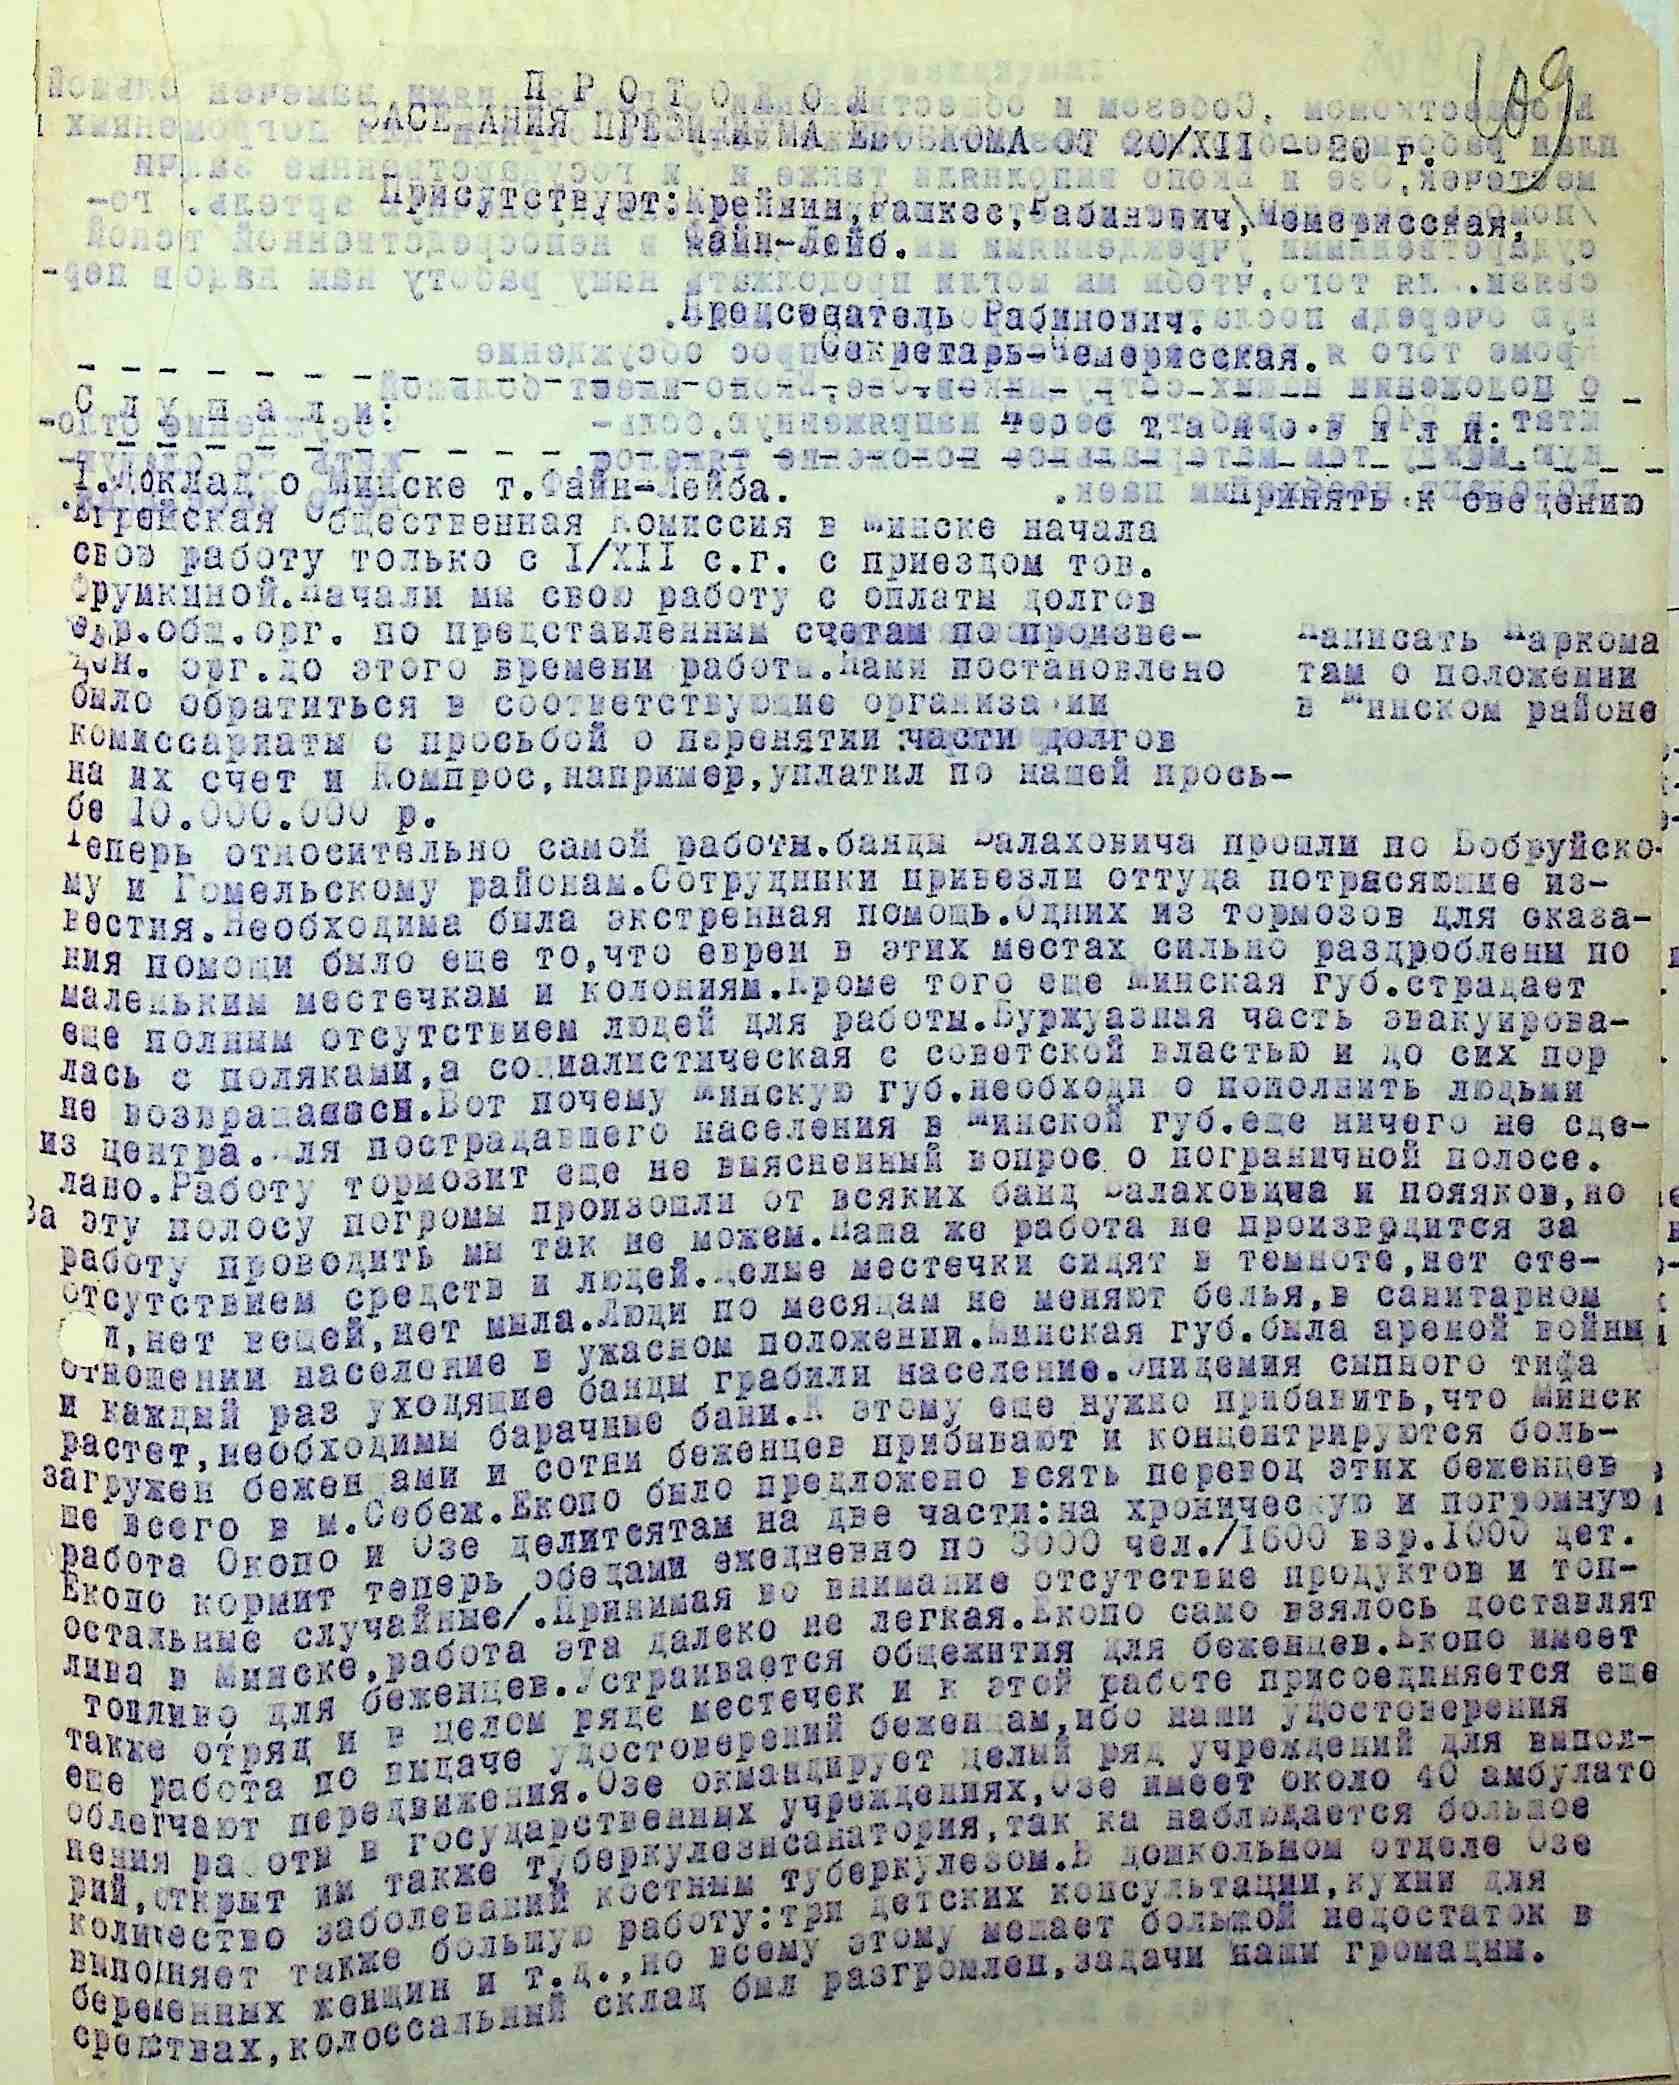 109
П р о т о к о л
ЗАСЕДАНИЯ ПРЕЗИДИУМА ЕВОБКОМА ОТ 20/XII - 20 г.
Присутствуют: Крейнин, Рашкес, Рабинович, Чемерисская,
Файн-Лейб.
Председатель Рабинович.
Секретарь-Чемерисская.
С л у ш а л и:
П о с т а н о в и л и:
I. Доклад о Минске т. Файн-Лейба.
Принять к сведению
Еврейская Общественная Комиссия в Минске начала
свою работу только с I/XII с.г. с приездом тов.
Фрумкиной. Начали мы свою работу с оплаты долгов
евр. общ. орг. по представленным счетам по произве-
ден. орг. до этого времени работы. Нами постановлено
было обратиться в соответствующие организации
комиссариаты с просьбой о перенятии части долгов
на их счет и Компрос, например, уплатил по нашей прось-
бе 10.000.000 р.
Написать Наркома
там о положении
в Минском районе
Теперь относительно самой работы. банды Балаховича прошли по Бобруйско-
му и Гомельскому районам. Сотрудники привезли оттуда потрясяющие из-
вестия. Необходима была экстренная помощь. Одних из тормозов для оказа-
ния помощи было еще то, что евреи в этих местах сильно раздроблены по
маленьким местечкам и колониям. Кроме того еще Минская губ. страдает
еще полным отсутствием людей для работы. Буржуазная часть эвакуирова-
лась с поляками, а социалистическая с советской властью и до сих пор
не возвращалась. Вот почему Минскую губ. необходи о пополнить людьми
из центра. Для пострадавшего населения в Минской губ. еще ничего не сде-
лано. Работу тормозит еще не выясненный вопрос о пограничной полосе.
За эту полосу погромы произошли от всяких банд Балаховича и пояяков, но
работу проводить мы так не можем. Наша же работа не производится за
отсутствием средств и людей. Целые местечки сидят в темноте, нет сте-
л, нет вещей, нет мыла. Люди по месяцам не меняют белья, в санитарном
отношении население в ужасном положении. Минская губ. была ареной войны
и каждый раз уходящие банды грабили население. Эпидемия сыпного тифа
растет, необходимы барачные бани. К этому еще нужно прибавить, что Минск
загружен бежен ами и сотни беженцев прибывают и концентрируются боль-
ше всего в м. Себеж. Екопо было предложено всять перевод этих беженцев
работа Окопо и Озе делитсятам на две части: на хроническую и погромную
Екопо кормит теперь обедами ежедневно по 3000 чел./1600 взр. 1000 дет.
остальные случайные/. Принимая во внимание отсутствие продуктов и топ-
лива в Минске, работа эта далеко не легкая. Екопо само взялось доставлят
топливо для беженцев. Устраивается общежития для беженцев. Екопо имеет
также отряд и в целом ряде местечек и к этой работе присоединяется еще
еще работа по выдаче удостоверений беженцам, ибо наши удостоверения
облегчают передвижения. Озе окмандирует целый ряд учреждений для выпол-
нения работы в государственных учреждениях, Озе имеет около 40 амбулато
рий, открыт им также туберкулезнсанатория, так ка наблюдается большое
количество заболеваний костным туберкулезом. В дошкольном отделе Озе
выполняет также большую работу: три детских консультации, кухни для
беременных женщин и т.д., но всему этому мешает большой недостаток в
средствах, колоссальный склад был разгромлен, задачи наши громадны.